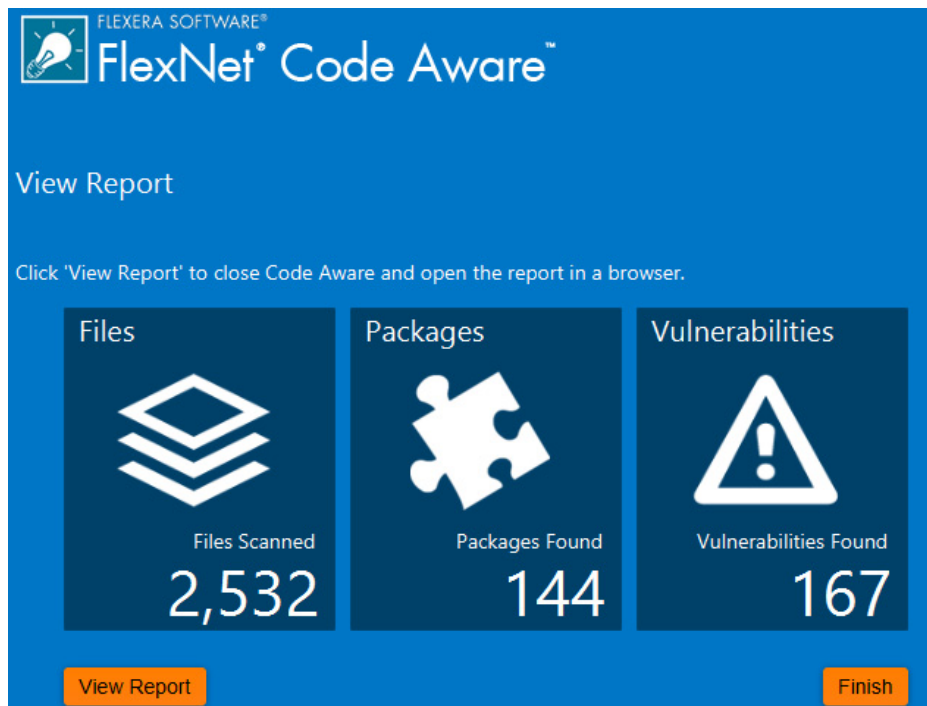 FLEXERA SOFTWARE®
FlexNet® Code Aware™
View Report
Click 'View Report' to close Code Aware and open the report in a browser.
Files
Packages
Vulnerabilities
Files Scanned
2,532
Packages Found
144
Vulnerabilities Found
167
View Report
Finish